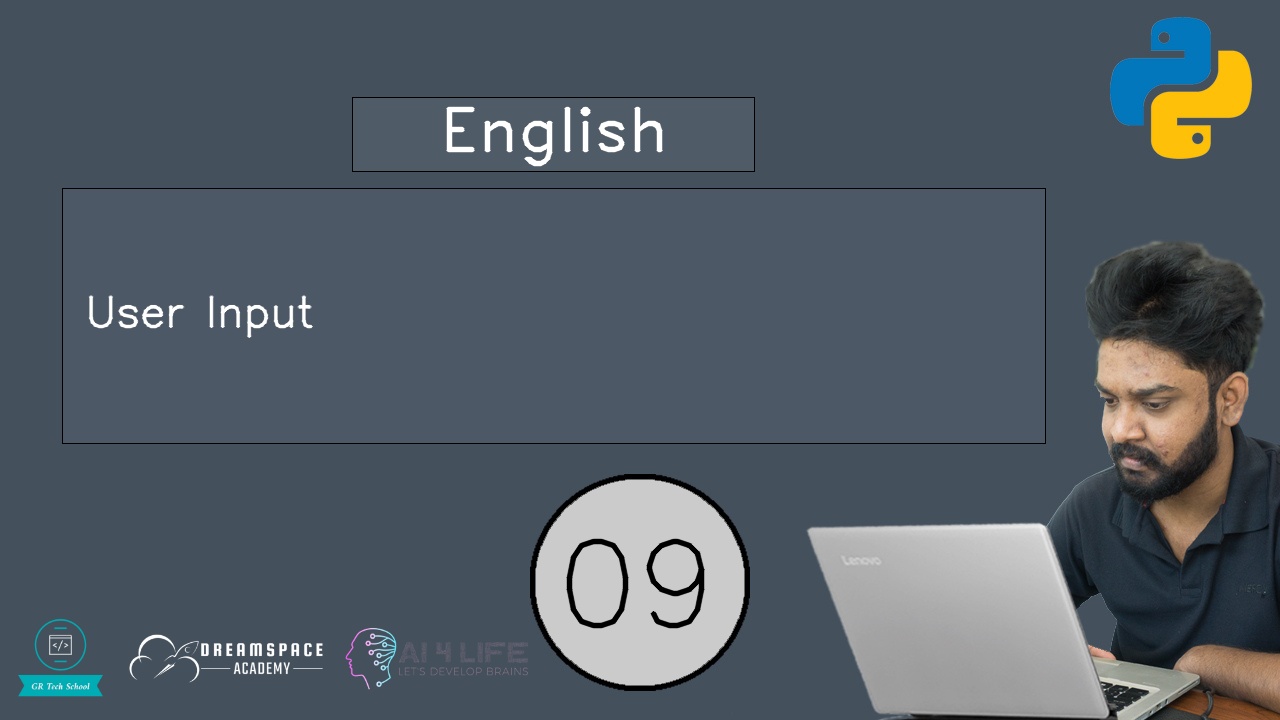 English
User Input
09
Lenovo
GR Tech School
DREAMSPACE
ACADEMY
AI 4 LIFE
LET'S DEVELOP BRAINS